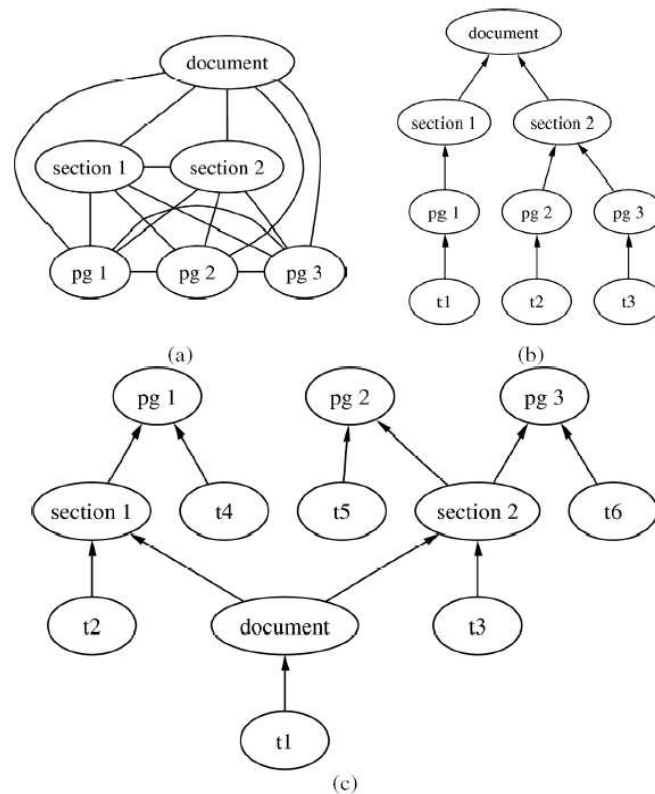 document
section 1
section 2
pg 1
pg 2
pg 3
(a)
document
section 1
section 2
pg 1
pg 2
pg 3
t1
t2
t3
(b)
pg 1
pg 2
pg 3
section 1
t4
t5
section 2
t6
t2
document
t3
t1
(c)